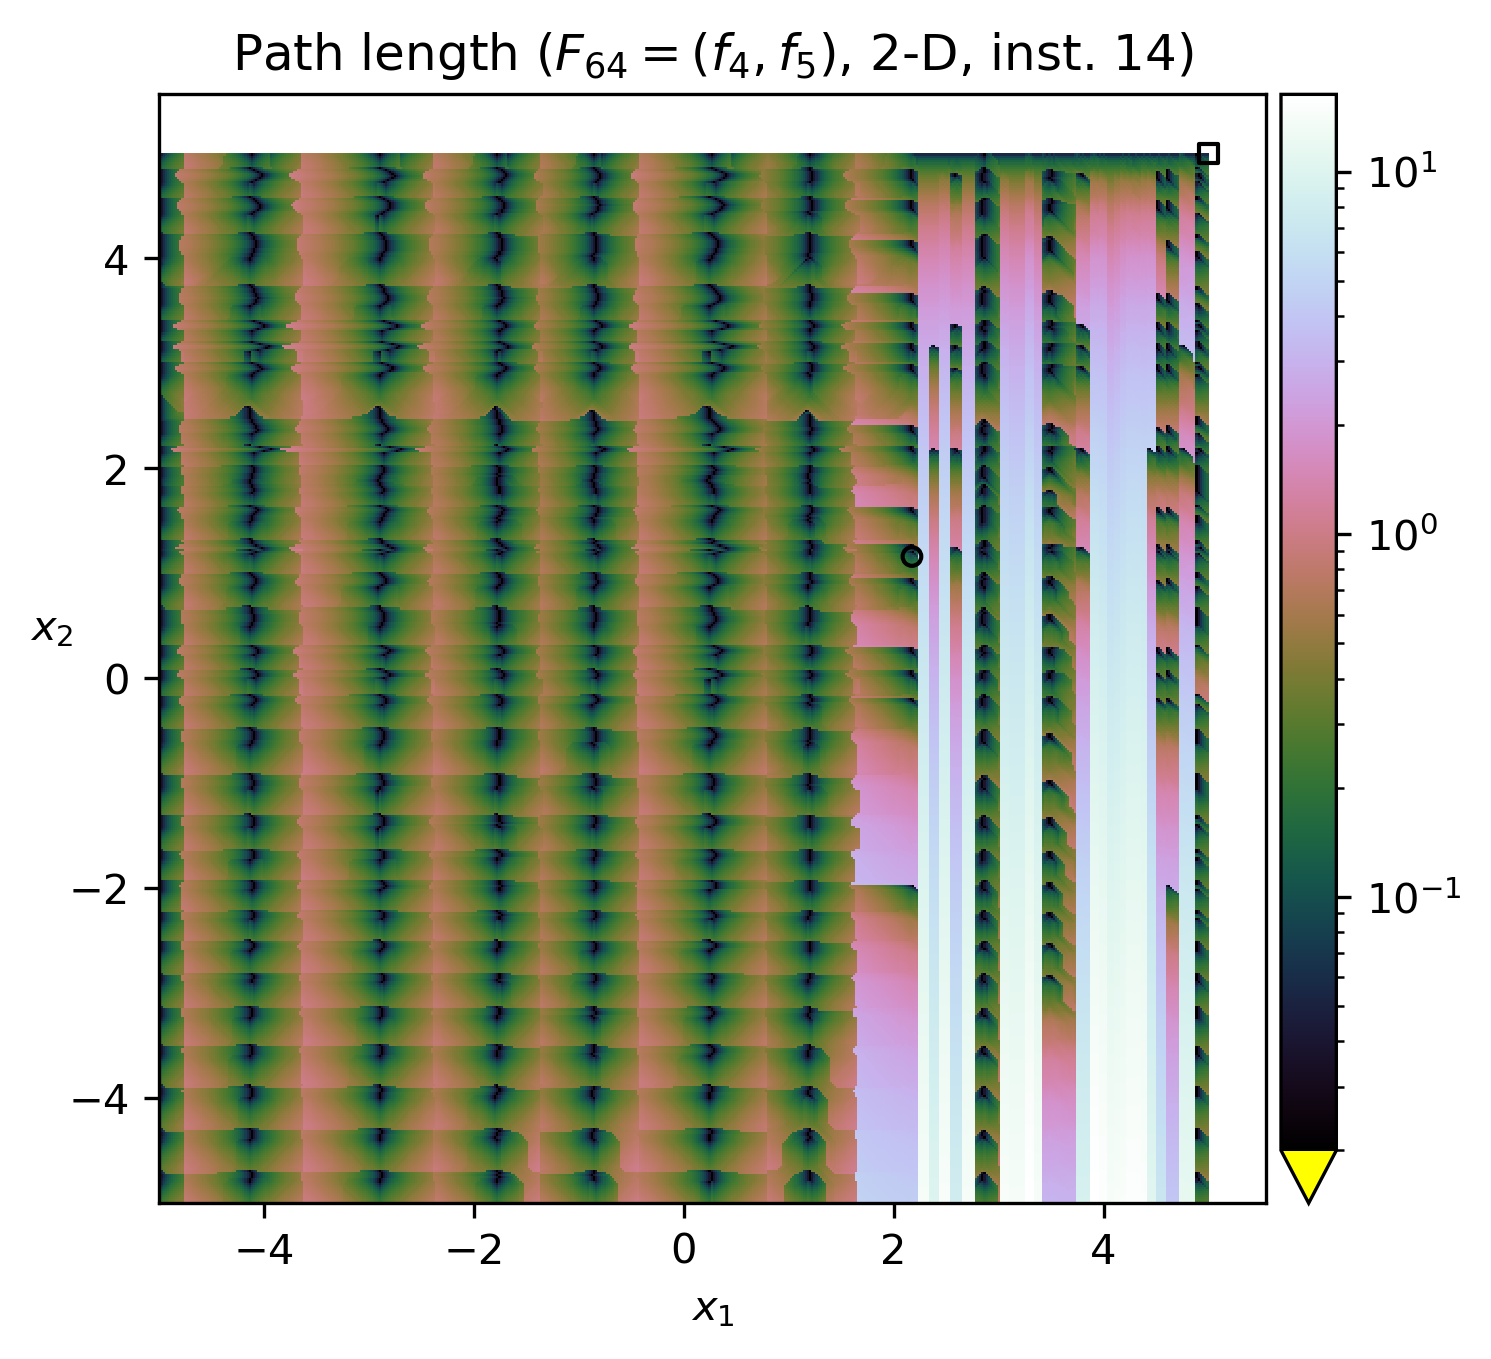 Path length (F₆₄ = (f₄, f₅), 2-D, inst. 14)
10¹
4
2
10⁰
x₂
0
10⁻¹
−2
−4
−4 −2 0 2 4
x₁